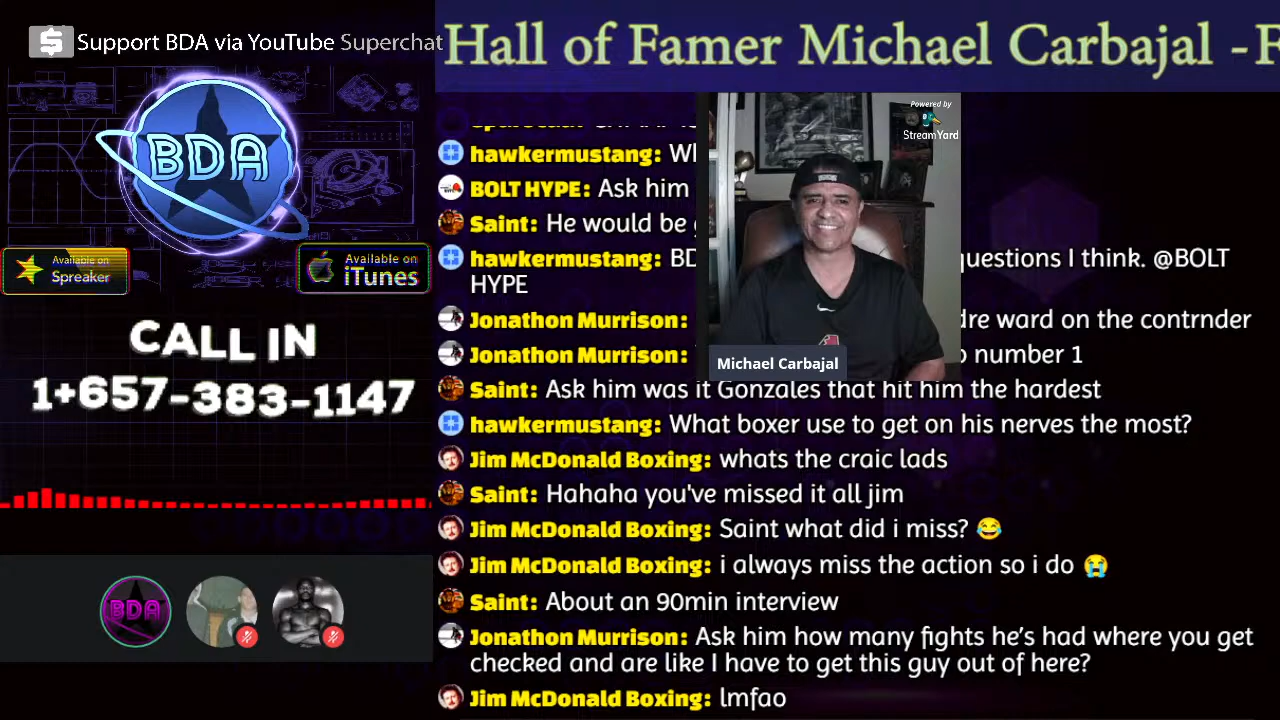 Support BDA via YouTube Superchat
Hall of Famer Michael Carbajal - F
BDA
Available on
Spreaker
Available on
iTunes
CALL IN
1+657-383-1147
BDA
Powered by
StreamYard
hawkermustang: Wh
BOLT HYPE: Ask him
Saint: He would be
hawkermustang: BD questions I think. @BOLT
HYPE
Jonathon Murrison: dre ward on the contrnder
Jonathon Murrison: o number 1
Michael Carbajal
Saint: Ask him was it Gonzales that hit him the hardest
hawkermustang: What boxer use to get on his nerves the most?
Jim McDonald Boxing: whats the craic lads
Saint: Hahaha you've missed it all jim
Jim McDonald Boxing: Saint what did i miss? 😂
Jim McDonald Boxing: i always miss the action so i do 😭
Saint: About an 90min interview
Jonathon Murrison: Ask him how many fights he's had where you get
checked and are like I have to get this guy out of here?
Jim McDonald Boxing: lmfao